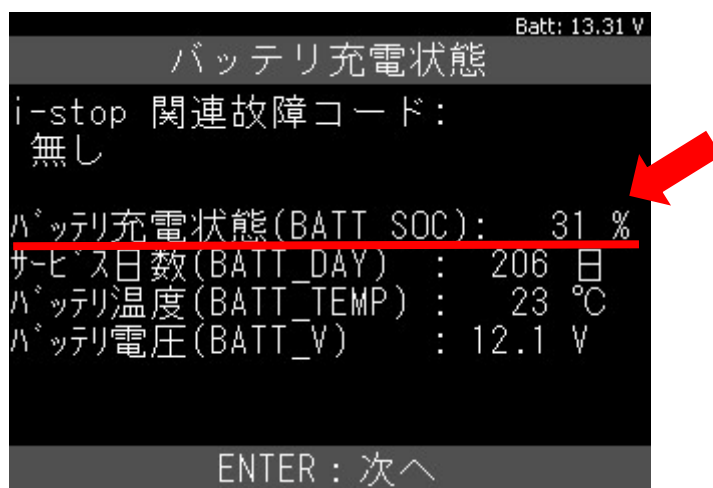 Batt: 13.31 V
バッテリ充電状態
i-stop 関連故障コード:
無し
ﾊﾞｯﾃﾘ充電状態(BATT_SOC): 31 %
ｻｰﾋﾞｽ日数(BATT_DAY) : 206 日
ﾊﾞｯﾃﾘ温度(BATT_TEMP) : 23 ℃
ﾊﾞｯﾃﾘ電圧(BATT_V) : 12.1 V
ENTER : 次へ